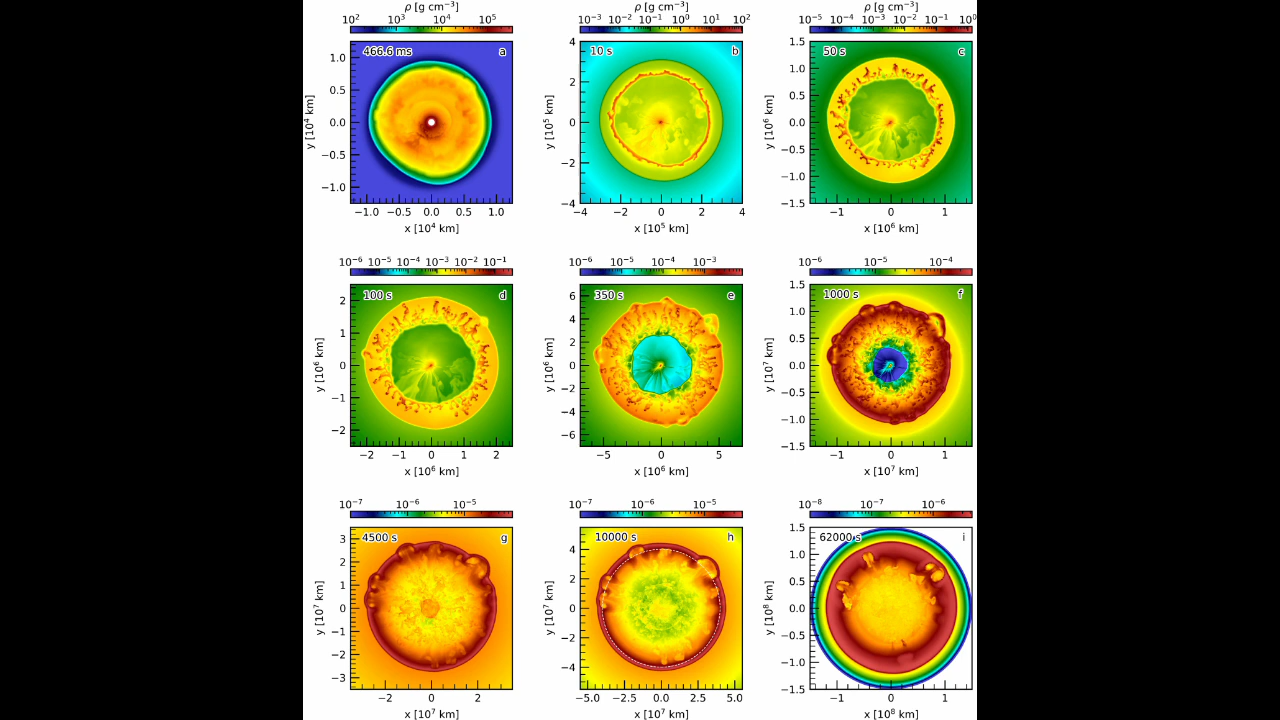 ρ [g cm⁻³] ρ [g cm⁻³] ρ [g cm⁻³]
10² 10³ 10⁴ 10⁵ 10⁻³ 10⁻² 10⁻¹ 10⁰ 10¹ 10² 10⁻⁵ 10⁻⁴ 10⁻³ 10⁻² 10⁻¹ 10⁰
466.6 ms a
1.0
0.5
0.0
−0.5
−1.0
y [10⁴ km]
−1.0 −0.5 0.0 0.5 1.0
x [10⁴ km]
10 s b
4
2
0
−2
−4
y [10⁵ km]
−4 −2 0 2 4
x [10⁵ km]
50 s c
1.5
1.0
0.5
0.0
−0.5
−1.0
−1.5
y [10⁶ km]
−1 0 1
x [10⁶ km]
10⁻⁶ 10⁻⁵ 10⁻⁴ 10⁻³ 10⁻² 10⁻¹
100 s d
2
1
0
−1
−2
y [10⁶ km]
−2 −1 0 1 2
x [10⁶ km]
10⁻⁶ 10⁻⁵ 10⁻⁴ 10⁻³
350 s e
6
4
2
0
−2
−4
−6
y [10⁶ km]
−5 0 5
x [10⁶ km]
10⁻⁶ 10⁻⁵ 10⁻⁴
1000 s f
1.5
1.0
0.5
0.0
−0.5
−1.0
−1.5
y [10⁷ km]
−1 0 1
x [10⁷ km]
10⁻⁷ 10⁻⁶ 10⁻⁵
4500 s g
3
2
1
0
−1
−2
−3
y [10⁷ km]
−2 0 2
x [10⁷ km]
10⁻⁷ 10⁻⁶ 10⁻⁵
10000 s h
4
2
0
−2
−4
y [10⁷ km]
−5.0 −2.5 0.0 2.5 5.0
x [10⁷ km]
10⁻⁸ 10⁻⁷ 10⁻⁶
62000 s i
1.5
1.0
0.5
0.0
−0.5
−1.0
−1.5
y [10⁸ km]
−1 0 1
x [10⁸ km]